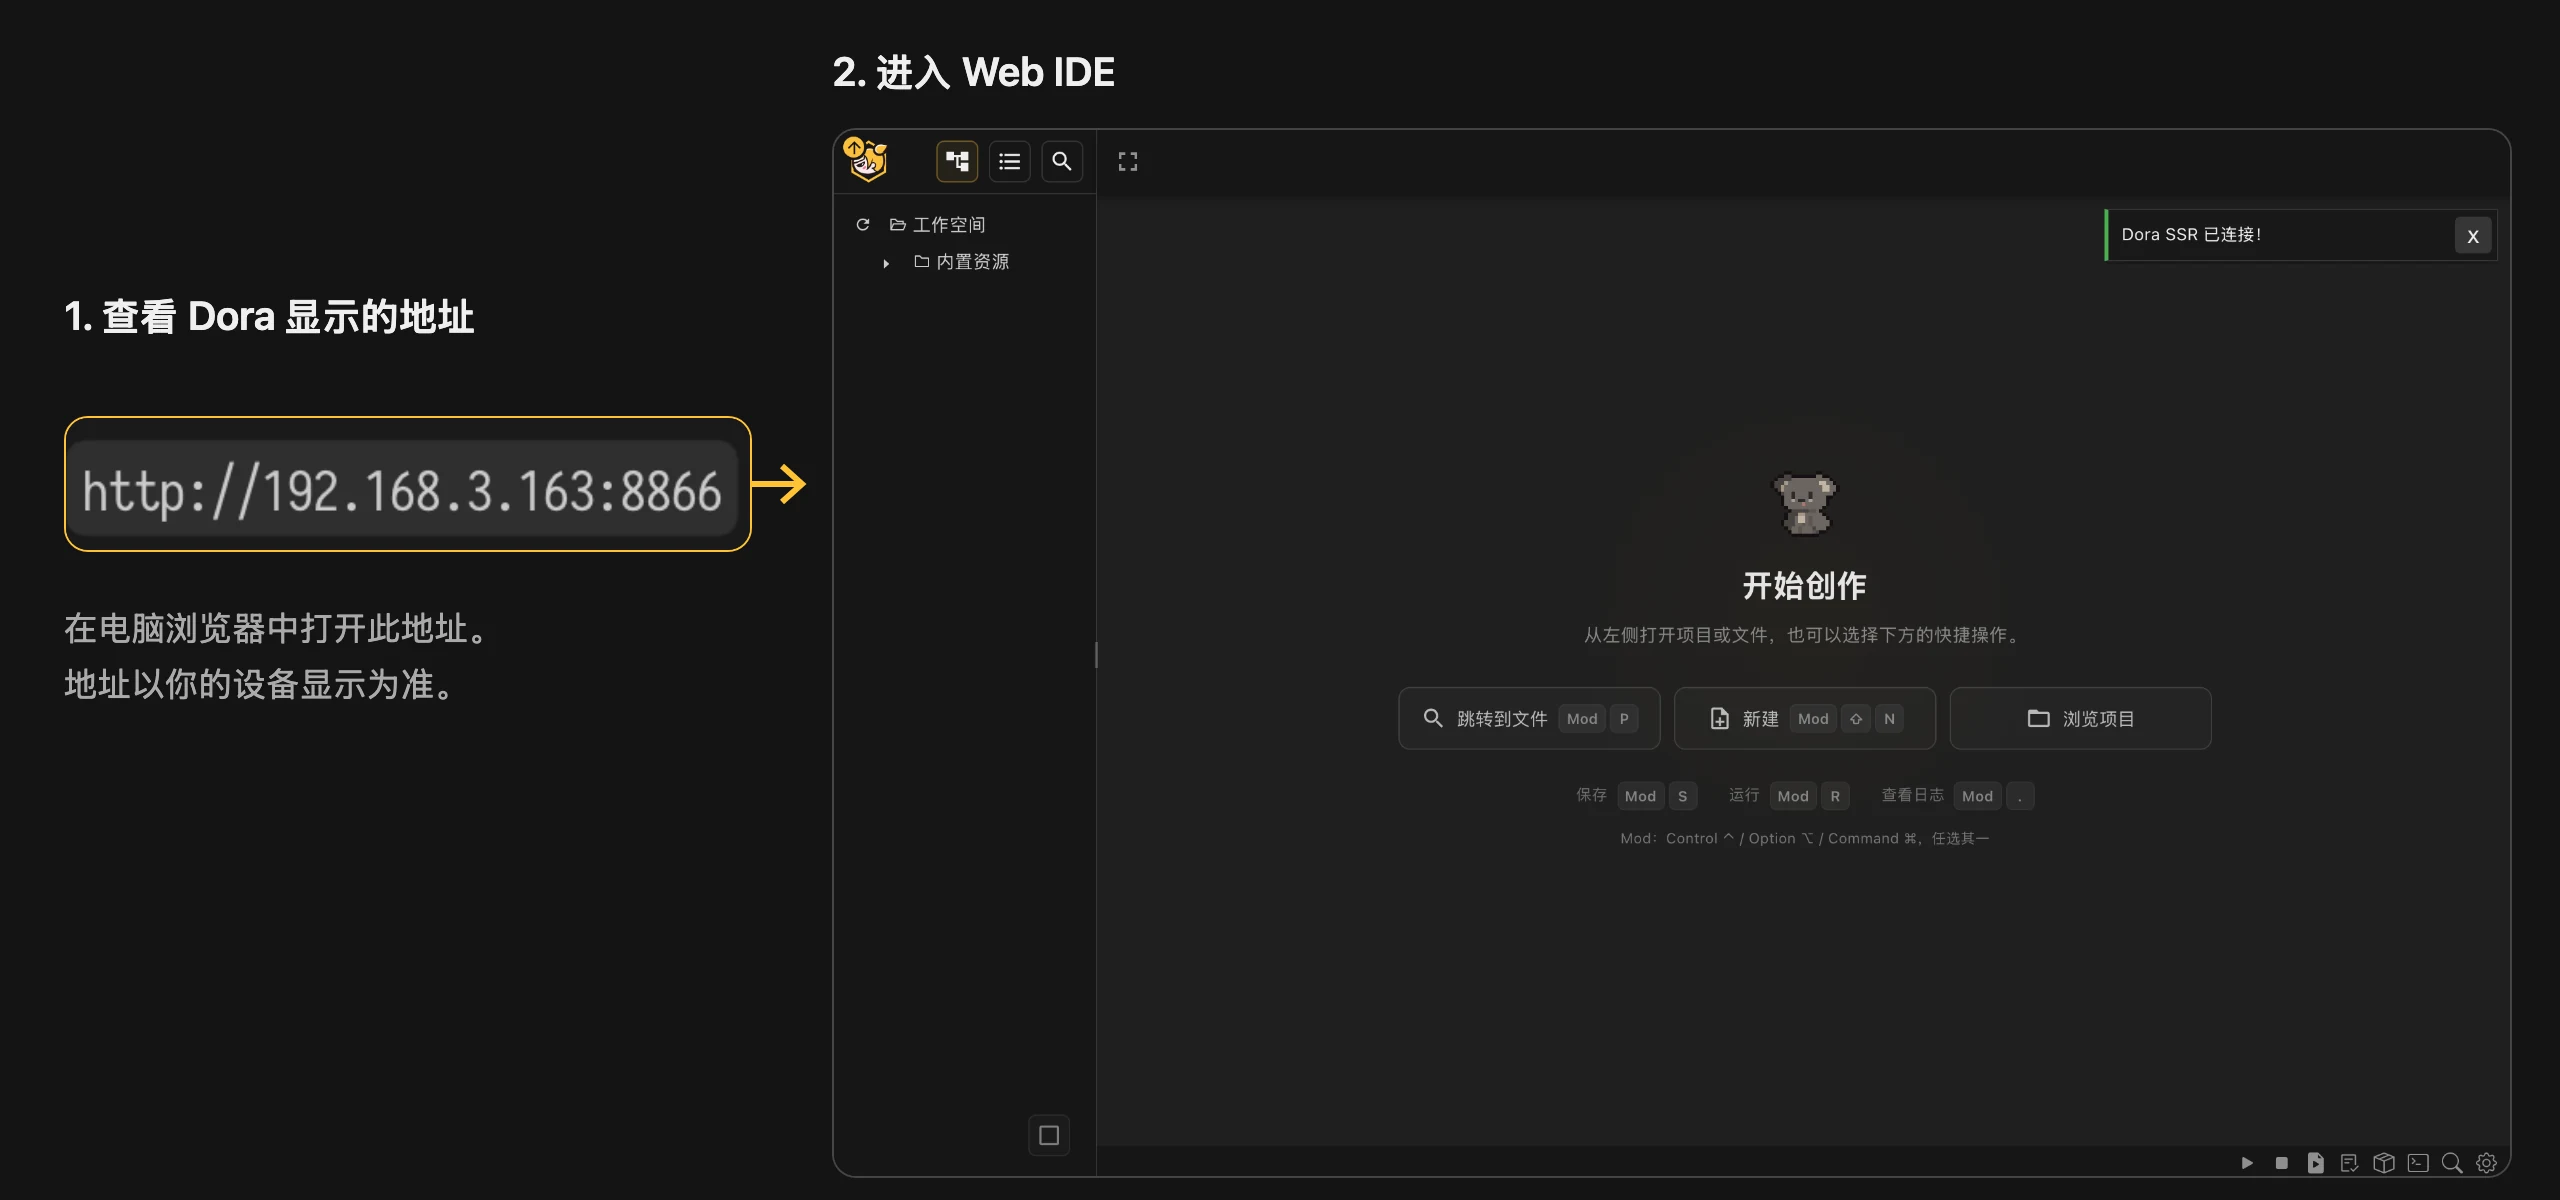 1. 查看 Dora 显示的地址
http://192.168.3.163:8866
在电脑浏览器中打开此地址。
地址以你的设备显示为准。
2. 进入 Web IDE
工作空间
内置资源
Dora SSR 已连接!
X
开始创作
从左侧打开项目或文件，也可以选择下方的快捷操作。
跳转到文件 Mod P
新建 Mod ⇧ N
浏览项目
保存 Mod S 运行 Mod R 查看日志 Mod .
Mod：Control ^ / Option ⌥ / Command ⌘，任选其一